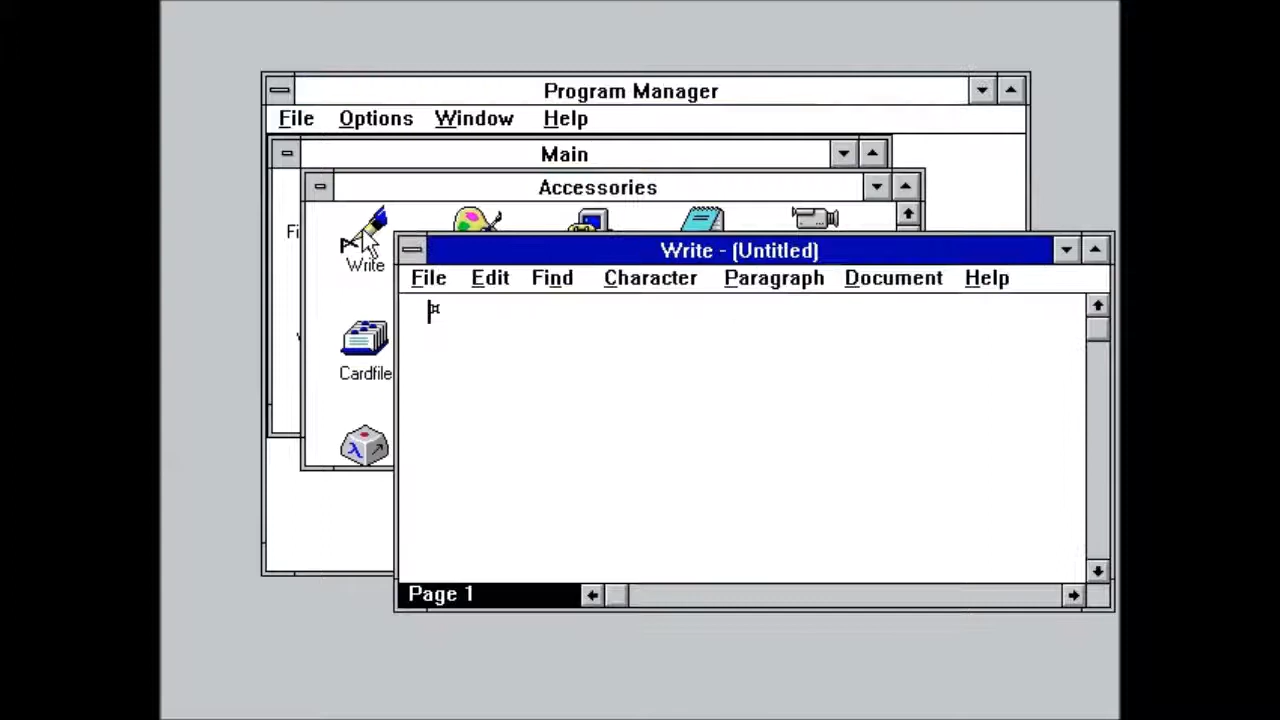 Program Manager
File Options Window Help
Main
Accessories
Fi
Write
Write - (Untitled)
File Edit Find Character Paragraph Document Help
Cardfile
Page 1